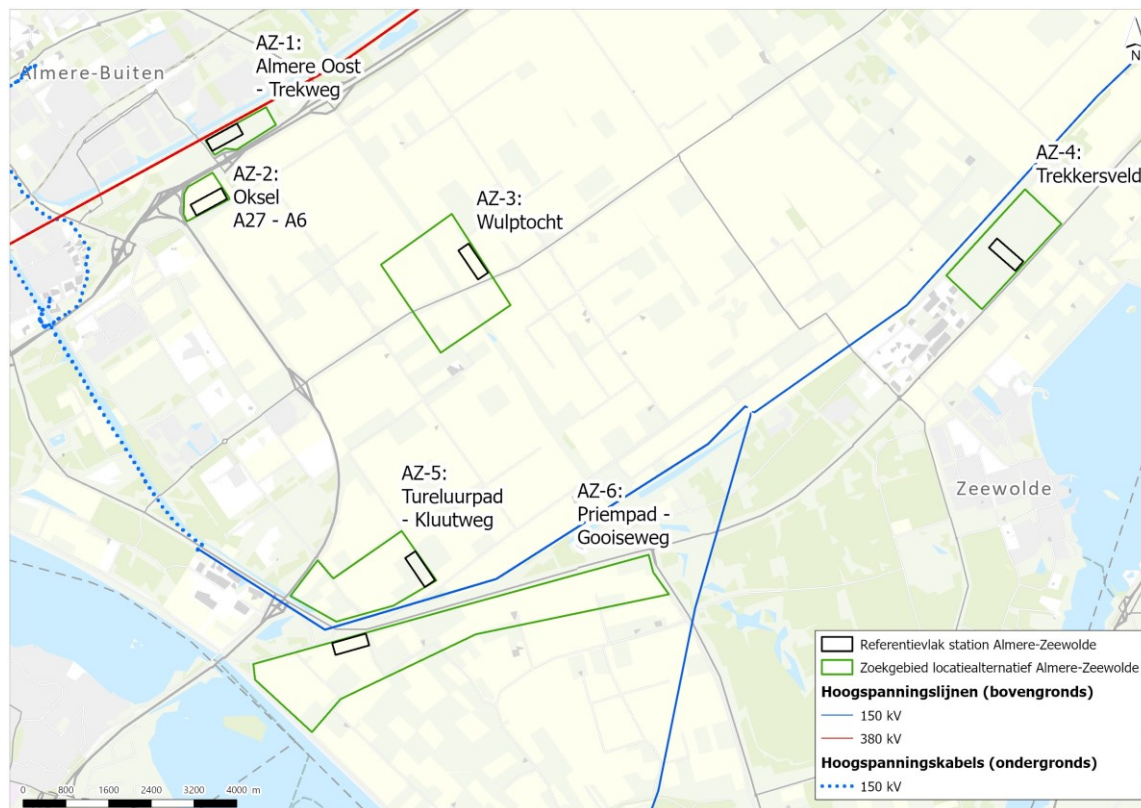 AZ-1:
Almere Oost
- Trekweg
Almere-Buiten
N
AZ-2:
Oksel
A27 - A6
AZ-3:
Wulptocht
AZ-4:
Trekkersveld
AZ-5:
Tureluurpad
- Kluutweg
AZ-6:
Priempad -
Gooiseweg
Zeewolde
Referentievlak station Almere-Zeewolde
Zoekgebied locatiealternatief Almere-Zeewolde
Hoogspanningslijnen (bovengronds)
150 kV
380 kV
Hoogspanningskabels (ondergronds)
150 kV
0 800 1600 2400 3200 4000 m